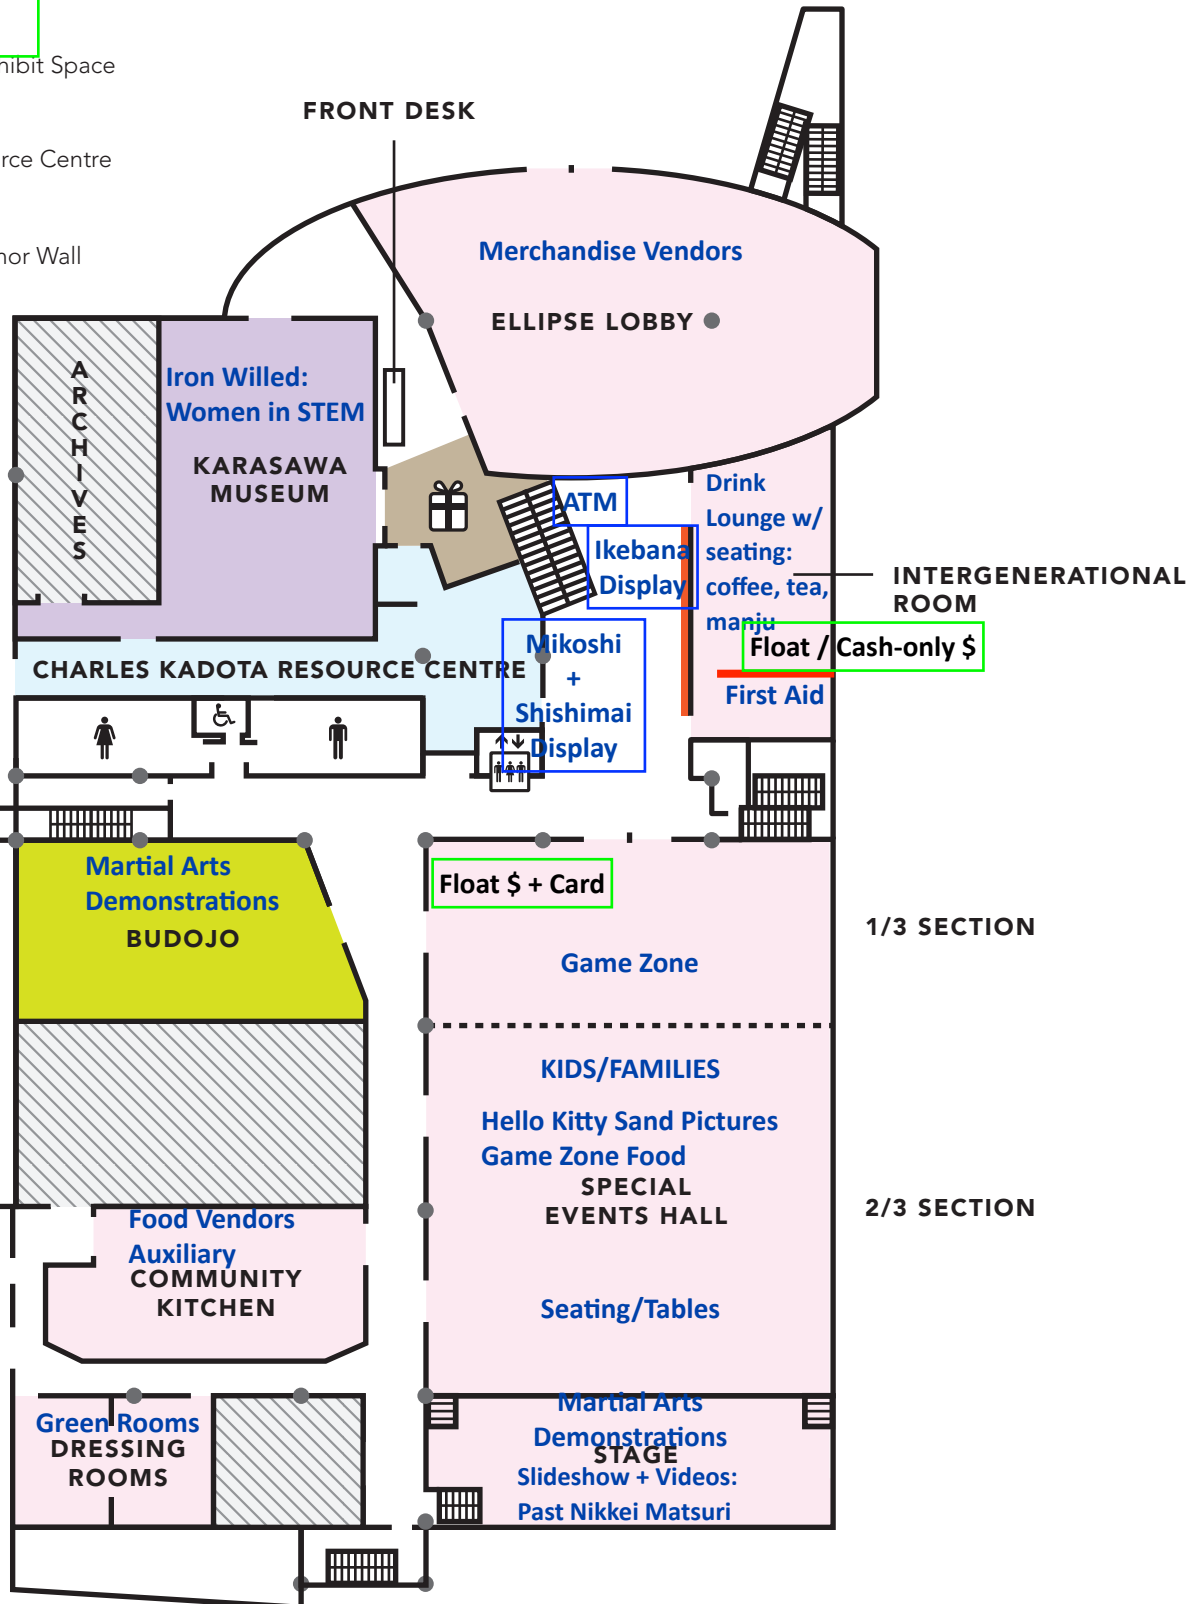 hibit Space
FRONT DESK
rce Centre
nor Wall
Merchandise Vendors
ELLIPSE LOBBY
ARCHIVES
Iron Willed:
Women in STEM
KARASAWA
MUSEUM
ATM
Ikebana
Display
Drink
Lounge w/
seating:
coffee, tea,
manju
INTERGENERATIONAL
ROOM
Float / Cash-only $
First Aid
CHARLES KADOTA RESOURCE CENTRE
Mikoshi
+
Shishimai
Display
Martial Arts
Demonstrations
BUDOJO
Float $ + Card
Game Zone
1/3 SECTION
KIDS/FAMILIES
Hello Kitty Sand Pictures
Game Zone Food
SPECIAL
EVENTS HALL
2/3 SECTION
Food Vendors
Auxiliary
COMMUNITY
KITCHEN
Seating/Tables
Green Rooms
DRESSING
ROOMS
Martial Arts
Demonstrations
STAGE
Slideshow + Videos:
Past Nikkei Matsuri